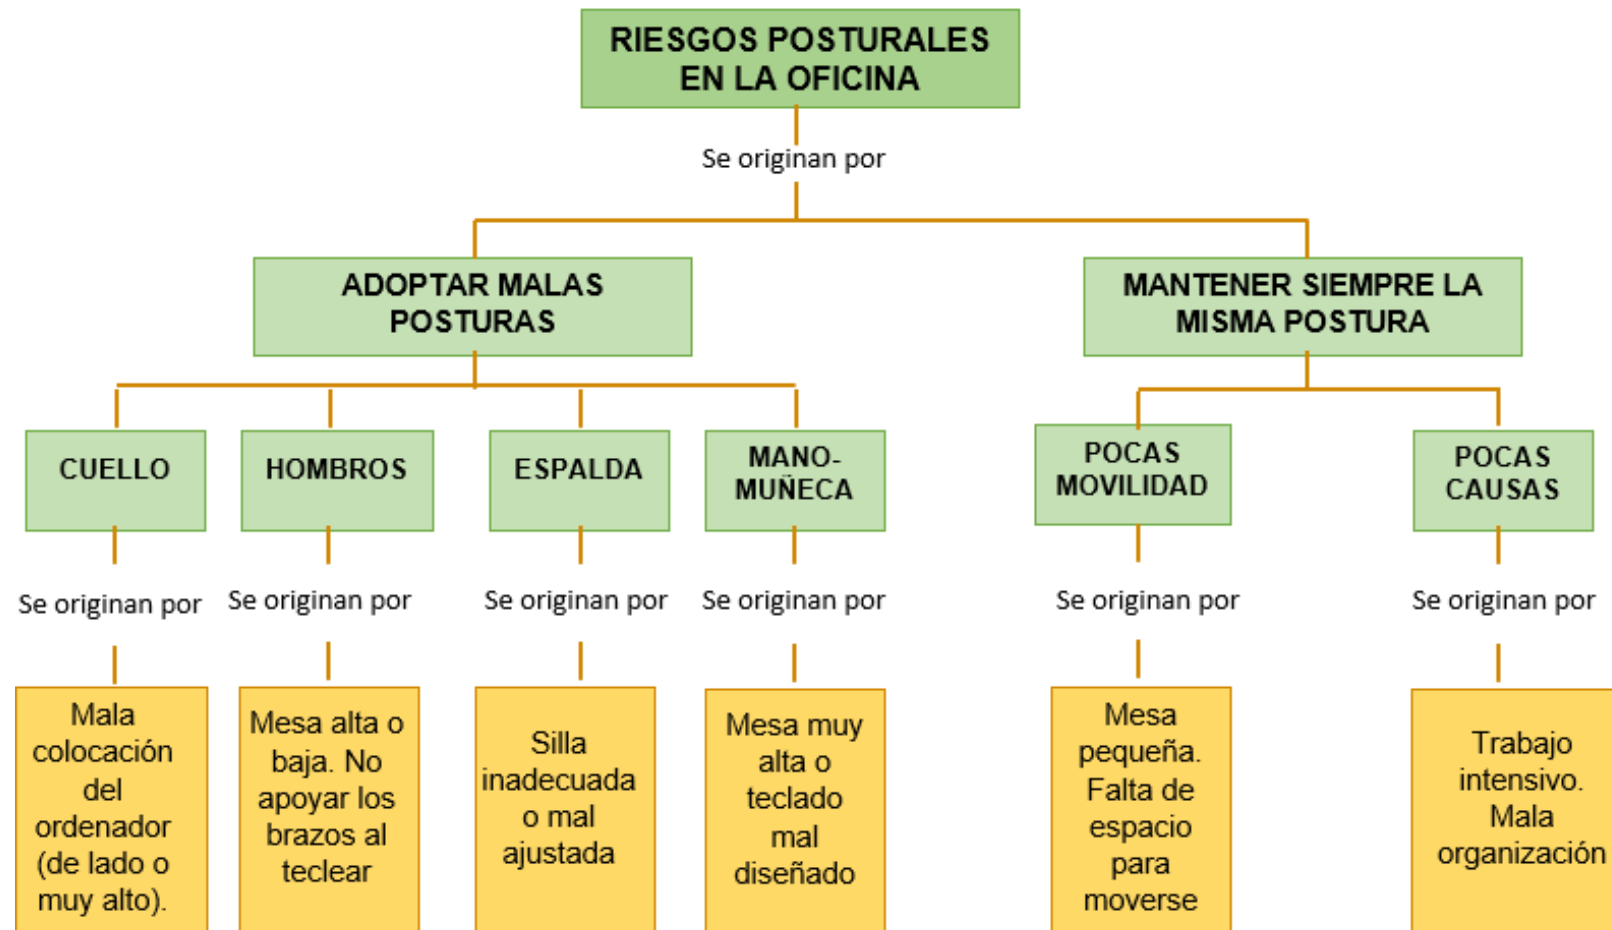 RIESGOS POSTURALES
EN LA OFICINA
Se originan por
ADOPTAR MALAS
POSTURAS
MANTENER SIEMPRE LA
MISMA POSTURA
CUELLO
HOMBROS
ESPALDA
MANO-
MUÑECA
POCAS
MOVILIDAD
POCAS
CAUSAS
Se originan por
Se originan por
Se originan por
Se originan por
Se originan por
Se originan por
Mala
colocación
del
ordenador
(de lado o
muy alto).
Mesa alta o
baja. No
apoyar los
brazos al
teclear
Silla
inadecuada
o mal
ajustada
Mesa muy
alta o
teclado
mal
diseñado
Mesa
pequeña.
Falta de
espacio
para
moverse
Trabajo
intensivo.
Mala
organización